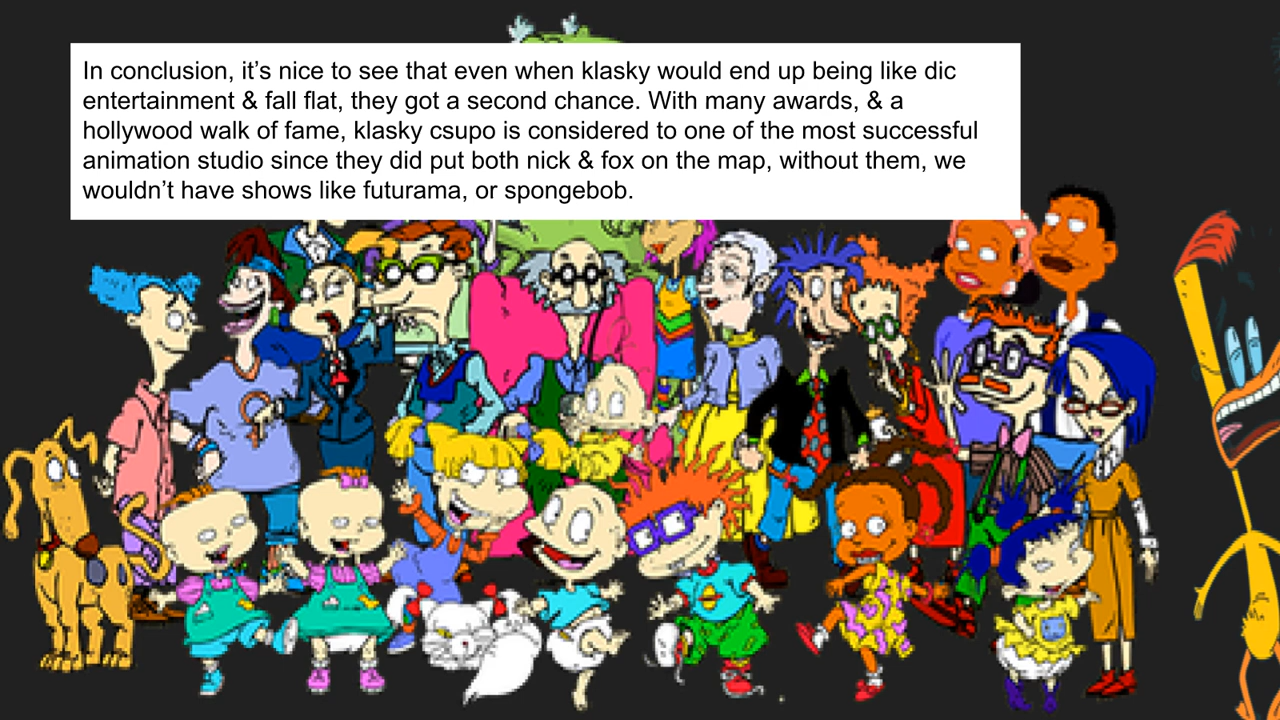 In conclusion, it’s nice to see that even when klasky would end up being like dic
entertainment & fall flat, they got a second chance. With many awards, & a
hollywood walk of fame, klasky csupo is considered to one of the most successful
animation studio since they did put both nick & fox on the map, without them, we
wouldn’t have shows like futurama, or spongebob.